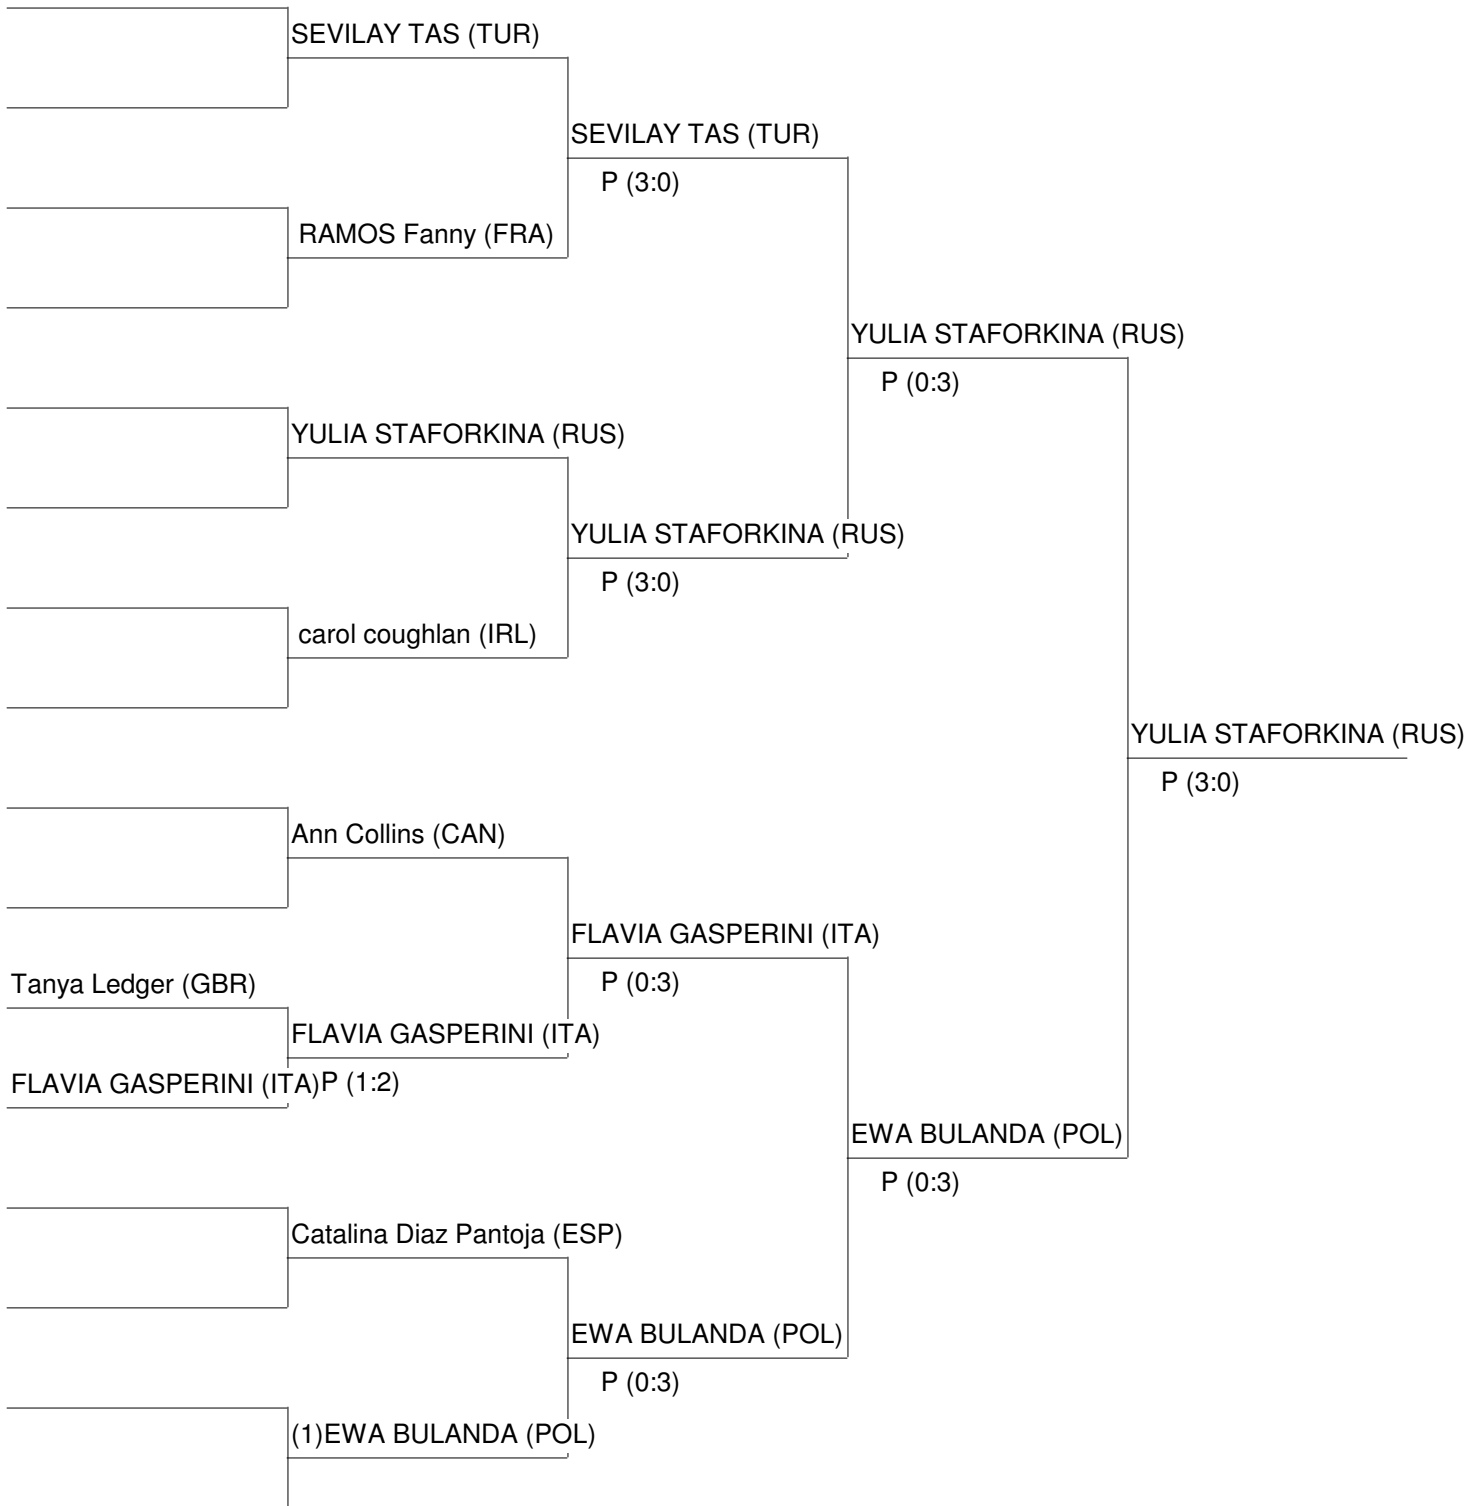 SEVILAY TAS (TUR)
SEVILAY TAS (TUR)
P (3:0)
RAMOS Fanny (FRA)
YULIA STAFORKINA (RUS)
P (0:3)
YULIA STAFORKINA (RUS)
YULIA STAFORKINA (RUS)
P (3:0)
carol coughlan (IRL)
YULIA STAFORKINA (RUS)
P (3:0)
Ann Collins (CAN)
FLAVIA GASPERINI (ITA)
P (0:3)
Tanya Ledger (GBR)
FLAVIA GASPERINI (ITA)
FLAVIA GASPERINI (ITA)
P (1:2)
EWA BULANDA (POL)
P (0:3)
Catalina Diaz Pantoja (ESP)
EWA BULANDA (POL)
P (0:3)
(1)EWA BULANDA (POL)